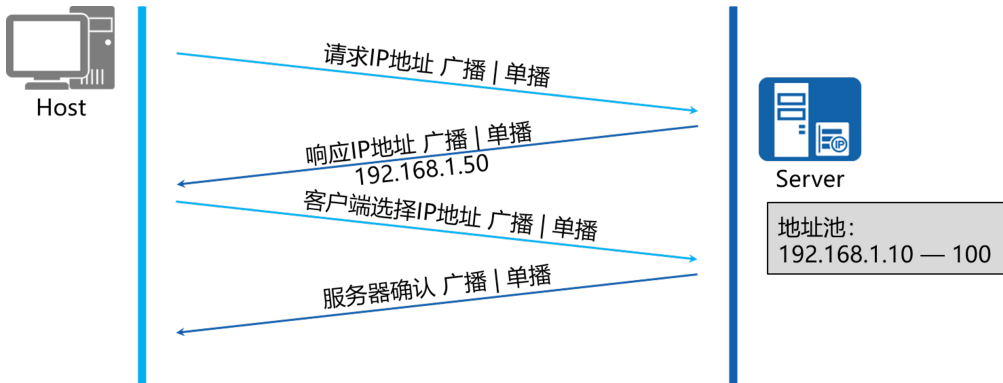 Host
请求IP地址 广播 | 单播
响应IP地址 广播 | 单播
192.168.1.50
客户端选择IP地址 广播 | 单播
服务器确认 广播 | 单播
IP
Server
地址池：
192.168.1.10 — 100